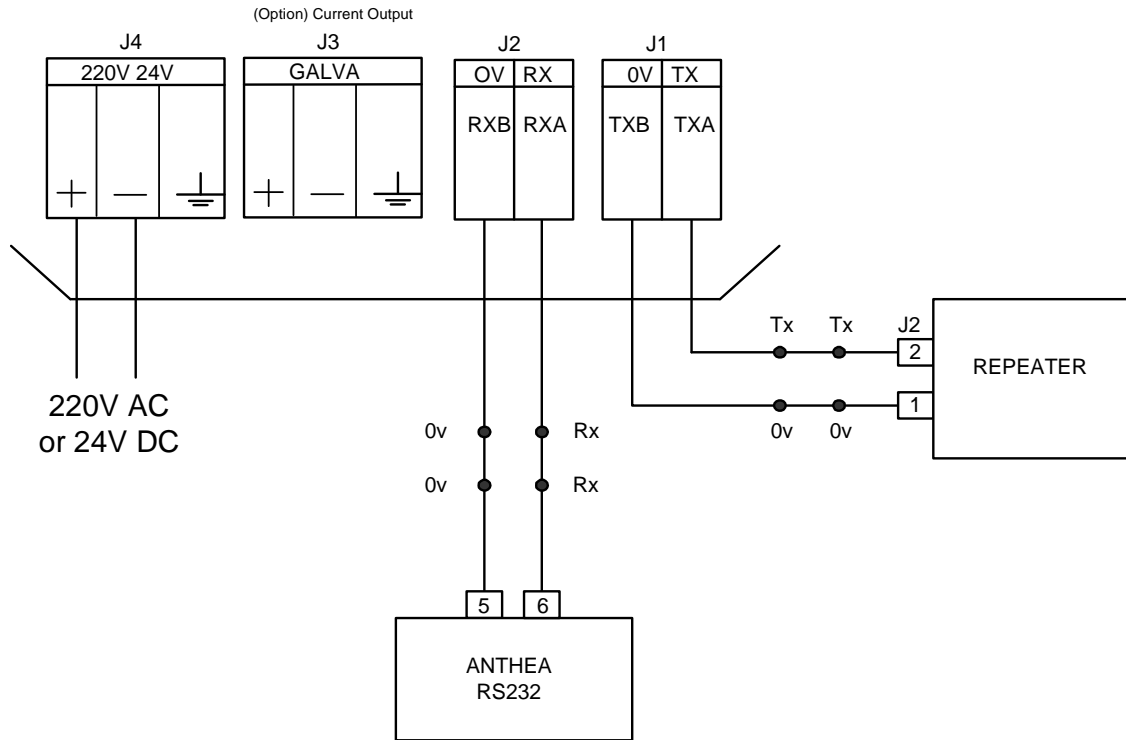 (Option) Current Output
J4
J3
J2
J1
220V 24V
GALVA
OV RX
0V TX
RXB RXA
TXB TXA
+ —
+ —
Tx Tx J2
2
REPEATER
1
0v 0v
220V AC
or 24V DC
0v Rx
0v Rx
5 6
ANTHEA
RS232